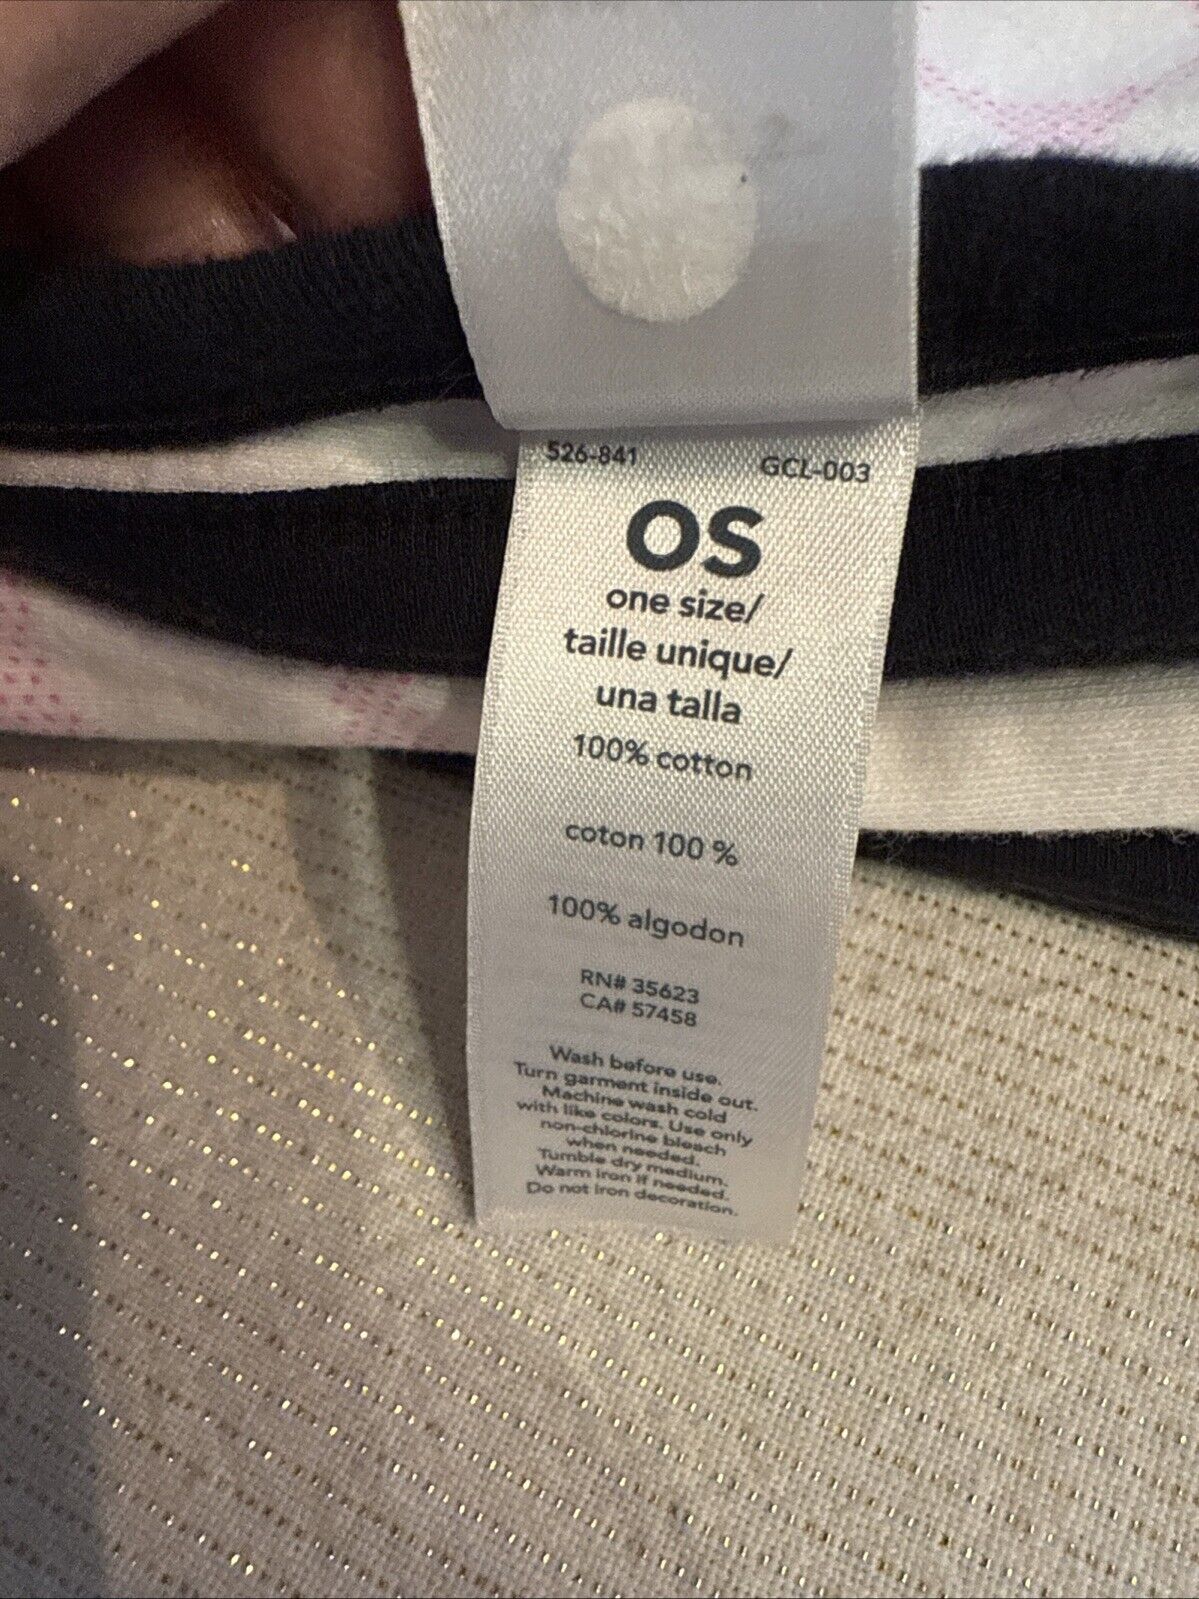 526-841 GCL-003
OS
one size/
taille unique/
una talla
100% cotton
coton 100 %
100% algodon
RN# 35623
CA# 57458
Wash before use.
Turn garment inside out.
Machine wash cold
with like colors. Use only
non-chlorine bleach
when needed.
Tumble dry medium.
Warm iron if needed.
Do not iron decoration.